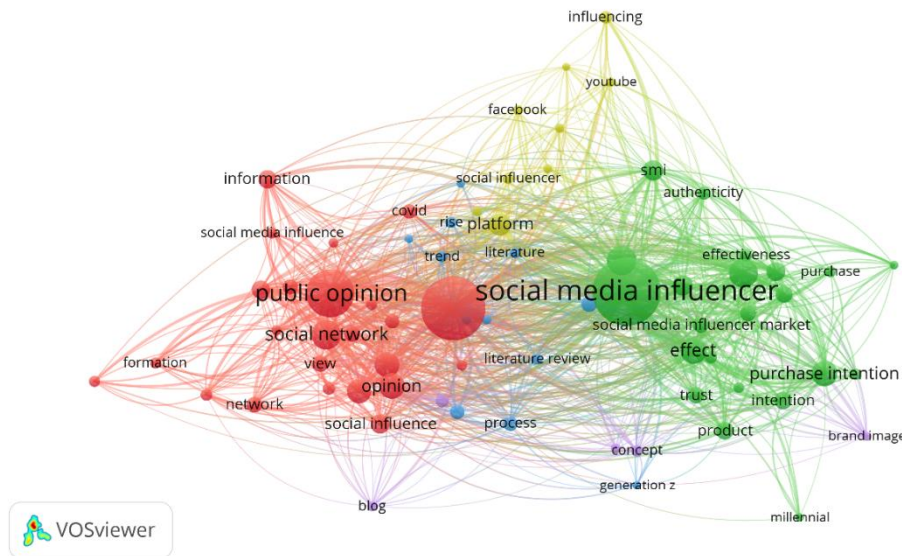 influencing
youtube
facebook
smi
social influencer
information
authenticity
covid
rise
platform
social media influence
trend
literature
effectiveness
purchase
public opinion
social media influencer
social network
social media influencer market
effect
view
literature review
formation
purchase intention
opinion
trust
intention
network
social influence
process
product
brand image
concept
generation z
blog
millennial
VOSviewer